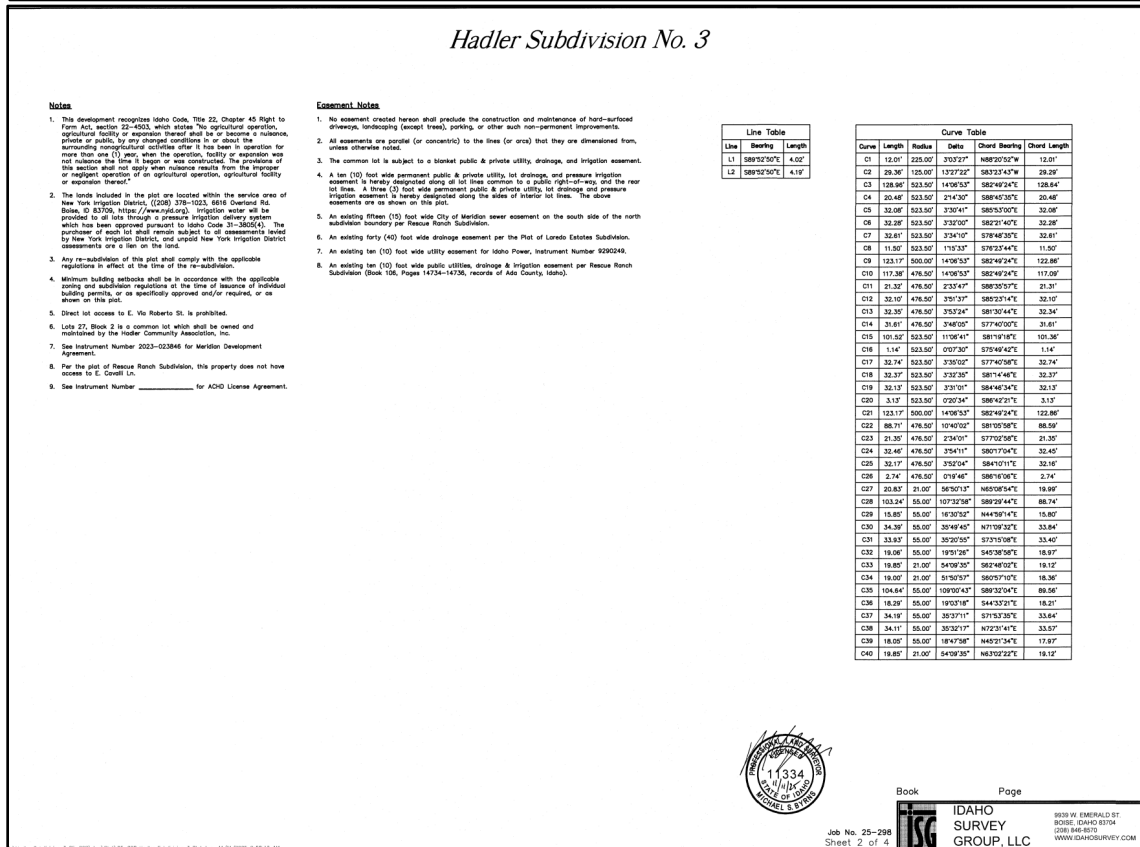 Hadler Subdivision No. 3
Notes
1. This development recognizes Idaho Code, Title 22, Chapter 45 Right to
Farm Act, section 22-4503, which states "No agricultural operation,
agricultural facility or expansion thereof shall be or become a nuisance,
private or public, by any changed conditions in or about the
surrounding nonagricultural activities after it has been in operation for
more than one (1) year, when the operation, facility or expansion was
not nuisance the time it began or was constructed. The provisions of
this section shall not apply when nuisance results from the improper
or negligent operation of an agricultural operation, agricultural facility
or expansion thereof."
2. The lands included in the plat are located within the service area of
New York Irrigation District, ((208) 378-1023, 6616 Overland Rd.
Boise, ID 83709, https://www.nyid.org). Irrigation water will be
provided to all lots through a pressure irrigation delivery system
which has been approved pursuant to Idaho Code 31-3805(4). The
purchaser of each lot shall remain subject to all assessments levied
by New York Irrigation District, and unpaid New York Irrigation District
assessments are a lien on the land.
3. Any re-subdivision of this plat shall comply with the applicable
regulations in effect at the time of the re-subdivision.
4. Minimum building setbacks shall be in accordance with the applicable
zoning and subdivision regulations at the time of issuance of individual
building permits, or as specifically approved and/or required, or as
shown on this plat.
5. Direct lot access to E. Via Roberto St. is prohibited.
6. Lots 27, Block 2 is a common lot which shall be owned and
maintained by the Hadler Community Association, Inc.
7. See Instrument Number 2023-023846 for Meridian Development
Agreement.
8. Per the plat of Rescue Ranch Subdivision, this property does not have
access to E. Cavalli Ln.
9. See Instrument Number ____________ for ACHD License Agreement.
Easement Notes
1. No easement created hereon shall preclude the construction and maintenance of hard-surfaced
driveways, landscaping (except trees), parking, or other such non-permanent improvements.
2. All easements are parallel (or concentric) to the lines (or arcs) that they are dimensioned from,
unless otherwise noted.
3. The common lot is subject to a blanket public & private utility, drainage, and irrigation easement.
4. A ten (10) foot wide permanent public & private utility, lot drainage, and pressure irrigation
easement is hereby designated along all lot lines common to a public right-of-way, and the rear
lot lines. A three (3) foot wide permanent public & private utility, lot drainage and pressure
irrigation easement is hereby designated along the sides of interior lot lines. The above
easements are as shown on this plat.
5. An existing fifteen (15) foot wide City of Meridian sewer easement on the south side of the north
subdivision boundary per Rescue Ranch Subdivision.
6. An existing forty (40) foot wide drainage easement per the Plat of Laredo Estates Subdivision.
7. An existing ten (10) foot wide utility easement for Idaho Power, Instrument Number 9290249.
8. An existing ten (10) foot wide public utilities, drainage & irrigation easement per Rescue Ranch
Subdivision (Book 106, Pages 14734-14736, records of Ada County, Idaho).
Line Table
Line Bearing Length
L1 S89°52'50"E 4.02'
L2 S89°52'50"E 4.19'
Curve Table
Curve Length Radius Delta Chord Bearing Chord Length
C1 12.01' 225.00' 3°03'27" N88°20'52"W 12.01'
C2 29.36' 125.00' 13°27'22" S83°23'43"W 29.29'
C3 128.96' 523.50' 14°06'53" S82°49'24"E 128.64'
C4 20.48' 523.50' 2°14'30" S88°45'35"E 20.48'
C5 32.08' 523.50' 3°30'41" S85°53'00"E 32.08'
C6 32.28' 523.50' 3°32'00" S82°21'40"E 32.28'
C7 32.61' 523.50' 3°34'10" S78°48'35"E 32.61'
C8 11.50' 523.50' 1°15'33" S76°23'44"E 11.50'
C9 123.17' 500.00' 14°06'53" S82°49'24"E 122.86'
C10 117.38' 476.50' 14°06'53" S82°49'24"E 117.09'
C11 21.32' 476.50' 2°33'47" S88°35'57"E 21.31'
C12 32.10' 476.50' 3°51'37" S85°23'14"E 32.10'
C13 32.35' 476.50' 3°53'24" S81°30'44"E 32.34'
C14 31.61' 476.50' 3°48'05" S77°40'00"E 31.61'
C15 101.52' 523.50' 11°06'41" S81°19'18"E 101.36'
C16 1.14' 523.50' 0°07'30" S75°49'42"E 1.14'
C17 32.74' 523.50' 3°35'02" S77°40'58"E 32.74'
C18 32.37' 523.50' 3°32'35" S81°14'46"E 32.37'
C19 32.13' 523.50' 3°31'01" S84°46'34"E 32.13'
C20 3.13' 523.50' 0°20'34" S86°42'21"E 3.13'
C21 123.17' 500.00' 14°06'53" S82°49'24"E 122.86'
C22 88.71' 476.50' 10°40'02" S81°05'58"E 88.59'
C23 21.35' 476.50' 2°34'01" S77°02'58"E 21.35'
C24 32.46' 476.50' 3°54'11" S80°17'04"E 32.45'
C25 32.17' 476.50' 3°52'04" S84°10'11"E 32.16'
C26 2.74' 476.50' 0°19'46" S86°16'06"E 2.74'
C27 20.83' 21.00' 56°50'13" N65°08'54"E 19.99'
C28 103.24' 55.00' 107°32'58" S89°29'44"E 88.74'
C29 15.85' 55.00' 16°30'52" N44°59'14"E 15.80'
C30 34.39' 55.00' 35°49'45" N71°09'32"E 33.84'
C31 33.93' 55.00' 35°20'55" S73°15'08"E 33.40'
C32 19.06' 55.00' 19°51'26" S45°38'58"E 18.97'
C33 19.85' 21.00' 54°09'35" S62°48'02"E 19.12'
C34 19.00' 21.00' 51°50'57" S60°57'10"E 18.36'
C35 104.64' 55.00' 109°00'43" S89°32'04"E 89.56'
C36 18.29' 55.00' 19°03'18" S44°33'21"E 18.21'
C37 34.19' 55.00' 35°37'11" S71°53'35"E 33.64'
C38 34.11' 55.00' 35°32'17" N72°31'41"E 33.57'
C39 18.05' 55.00' 18°47'58" N45°21'34"E 17.97'
C40 19.85' 21.00' 54°09'35" N63°02'22"E 19.12'
PROFESSIONAL LAND SURVEYOR
LICENSED
11334
11/11/25
STATE OF IDAHO
MICHAEL S. BYRNS
Book Page
Job No. 25-298
Sheet 2 of 4
ISG
IDAHO
SURVEY
GROUP, LLC
9939 W. EMERALD ST.
BOISE, IDAHO 83704
(208) 846-8570
WWW.IDAHOSURVEY.COM